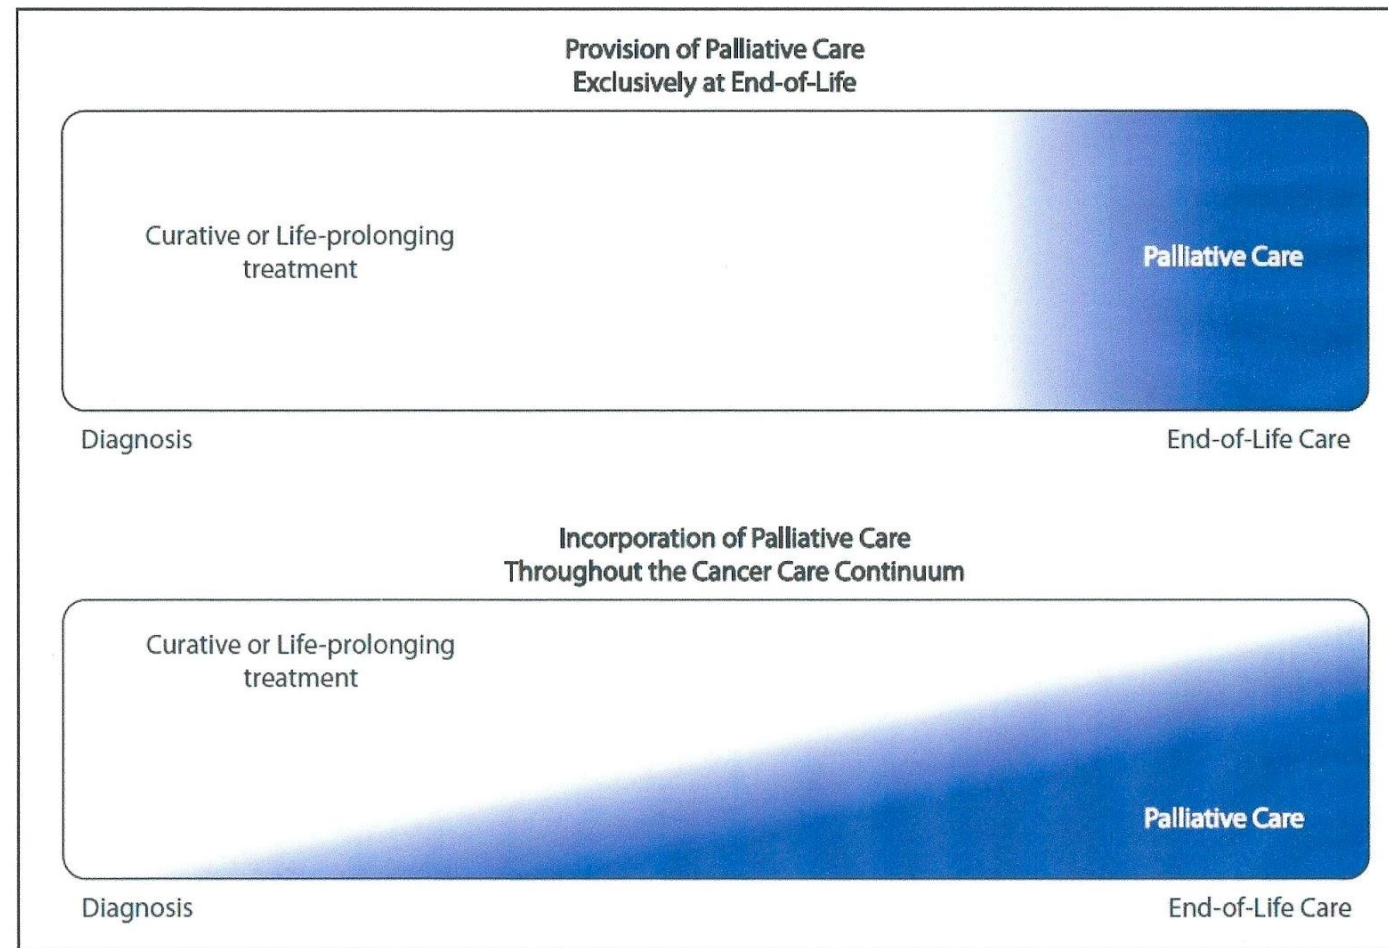 Provision of Palliative Care
Exclusively at End-of-Life
Curative or Life-prolonging
treatment
Palliative Care
Diagnosis
End-of-Life Care
Incorporation of Palliative Care
Throughout the Cancer Care Continuum
Curative or Life-prolonging
treatment
Palliative Care
Diagnosis
End-of-Life Care